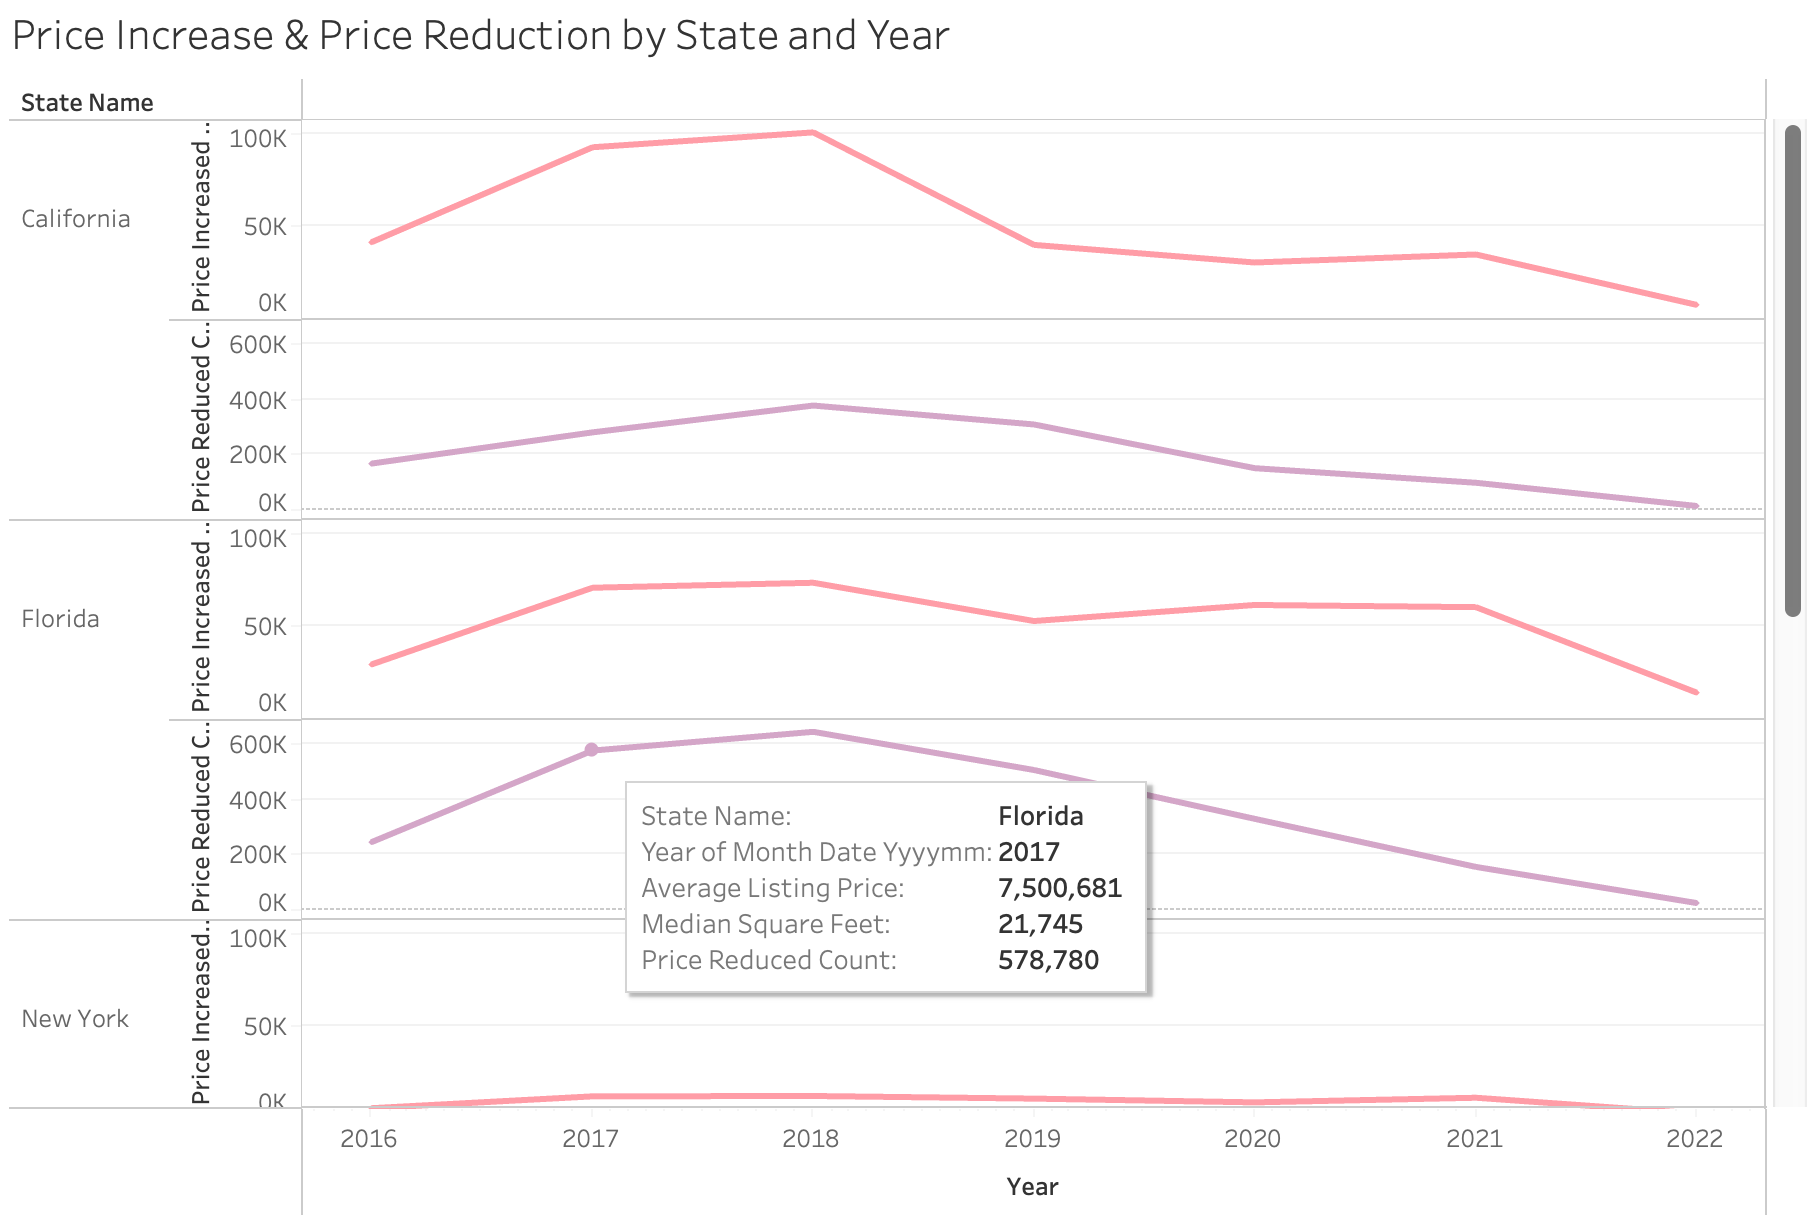 Price Increase & Price Reduction by State and Year
State Name
California
Price Increased ..
100K
50K
0K
Price Reduced C..
600K
400K
200K
0K
Florida
Price Increased ..
100K
50K
0K
Price Reduced C..
600K
400K
200K
0K
State Name: Florida
Year of Month Date Yyyymm: 2017
Average Listing Price: 7,500,681
Median Square Feet: 21,745
Price Reduced Count: 578,780
New York
Price Increased..
100K
50K
0K
2016 2017 2018 2019 2020 2021 2022
Year